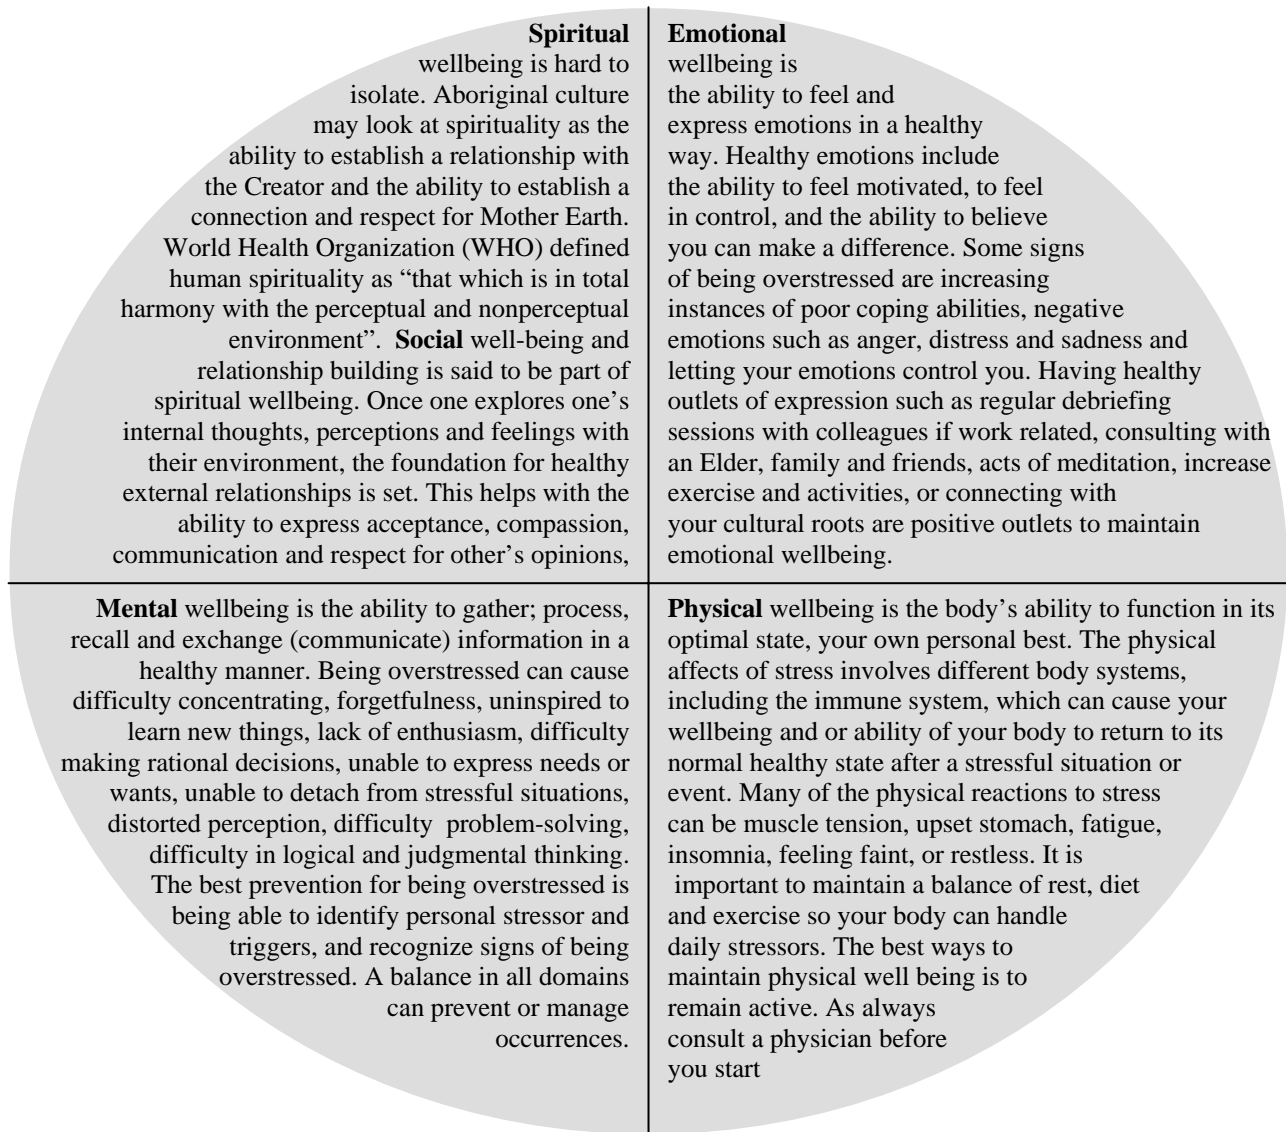 Spiritual
wellbeing is hard to
isolate. Aboriginal culture
may look at spirituality as the
ability to establish a relationship with
the Creator and the ability to establish a
connection and respect for Mother Earth.
World Health Organization (WHO) defined
human spirituality as “that which is in total
harmony with the perceptual and nonperceptual
environment”.  Social well-being and
relationship building is said to be part of
spiritual wellbeing. Once one explores one’s
internal thoughts, perceptions and feelings with
their environment, the foundation for healthy
external relationships is set. This helps with the
ability to express acceptance, compassion,
communication and respect for other’s opinions,
Emotional
wellbeing is
the ability to feel and
express emotions in a healthy
way. Healthy emotions include
the ability to feel motivated, to feel
in control, and the ability to believe
you can make a difference. Some signs
of being overstressed are increasing
instances of poor coping abilities, negative
emotions such as anger, distress and sadness and
letting your emotions control you. Having healthy
outlets of expression such as regular debriefing
sessions with colleagues if work related, consulting with
an Elder, family and friends, acts of meditation, increase
exercise and activities, or connecting with
your cultural roots are positive outlets to maintain
emotional wellbeing.
Mental wellbeing is the ability to gather; process,
recall and exchange (communicate) information in a
healthy manner. Being overstressed can cause
difficulty concentrating, forgetfulness, uninspired to
learn new things, lack of enthusiasm, difficulty
making rational decisions, unable to express needs or
wants, unable to detach from stressful situations,
distorted perception, difficulty  problem-solving,
difficulty in logical and judgmental thinking.
The best prevention for being overstressed is
being able to identify personal stressor and
triggers, and recognize signs of being
overstressed. A balance in all domains
can prevent or manage
occurrences.
Physical wellbeing is the body’s ability to function in its
optimal state, your own personal best. The physical
affects of stress involves different body systems,
including the immune system, which can cause your
wellbeing and or ability of your body to return to its
normal healthy state after a stressful situation or
event. Many of the physical reactions to stress
can be muscle tension, upset stomach, fatigue,
insomnia, feeling faint, or restless. It is
important to maintain a balance of rest, diet
and exercise so your body can handle
daily stressors. The best ways to
maintain physical well being is to
remain active. As always
consult a physician before
you start